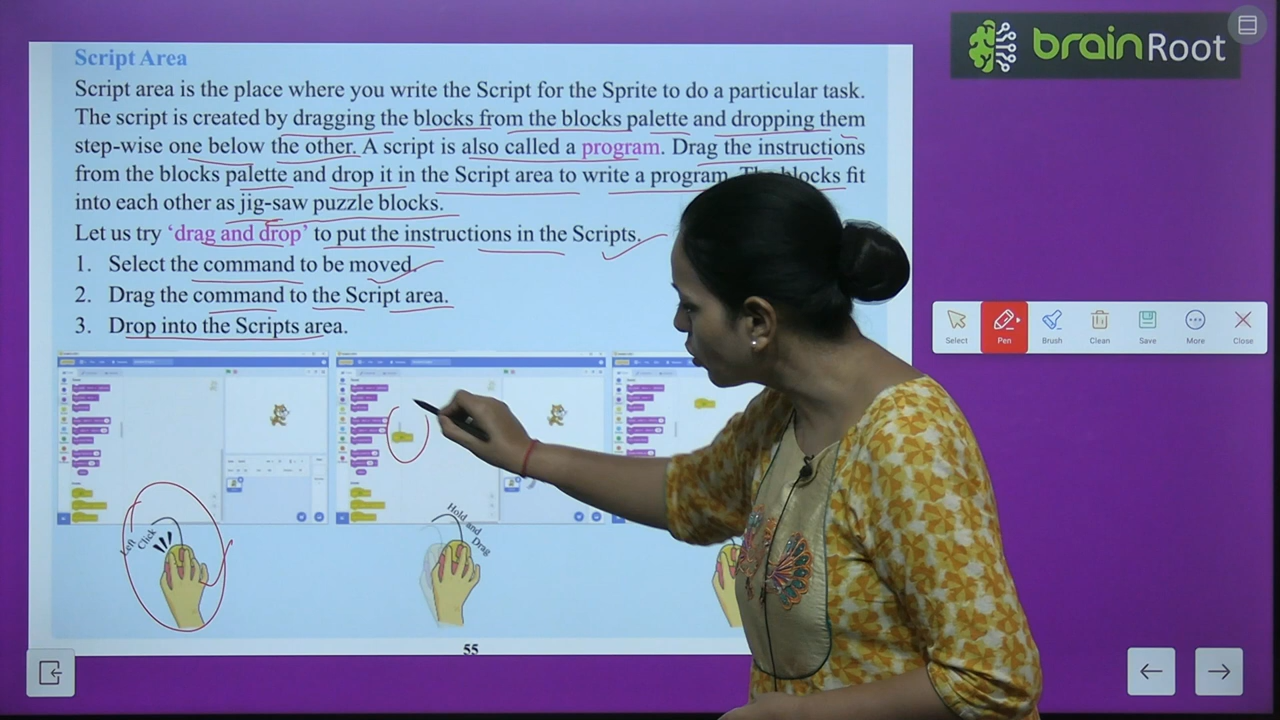 Script Area
Script area is the place where you write the Script for the Sprite to do a particular task.
The script is created by dragging the blocks from the blocks palette and dropping them
step-wise one below the other. A script is also called a program. Drag the instructions
from the blocks palette and drop it in the Script area to write a program. The blocks fit
into each other as jig-saw puzzle blocks.
Let us try ‘drag and drop’ to put the instructions in the Scripts.
1. Select the command to be moved.
2. Drag the command to the Script area.
3. Drop into the Scripts area.
Left Click
Hold and Drag
55
brainRoot
Select Pen Brush Clean Save More Close